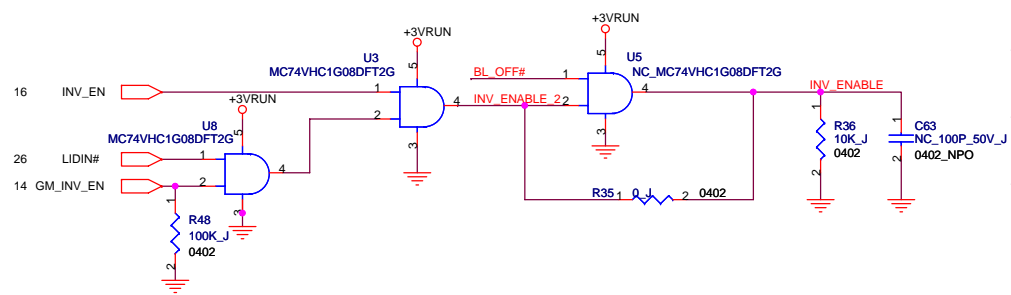 +3VRUN
U5
NC_MC74VHC1G08DFT2G
5
BL_OFF#
1
2
4
3
+3VRUN
U3
MC74VHC1G08DFT2G
5
16 INV_EN
1
2
4
3
INV_ENABLE_2
INV_ENABLE
1
R36
10K_J
0402
2
1
C63
NC_100P_50V_J
0402_NPO
2
+3VRUN
U8
MC74VHC1G08DFT2G
5
26 LIDIN#
1
14 GM_INV_EN
2
4
3
R35 1 0_J 2 0402
1
R48
100K_J
0402
2